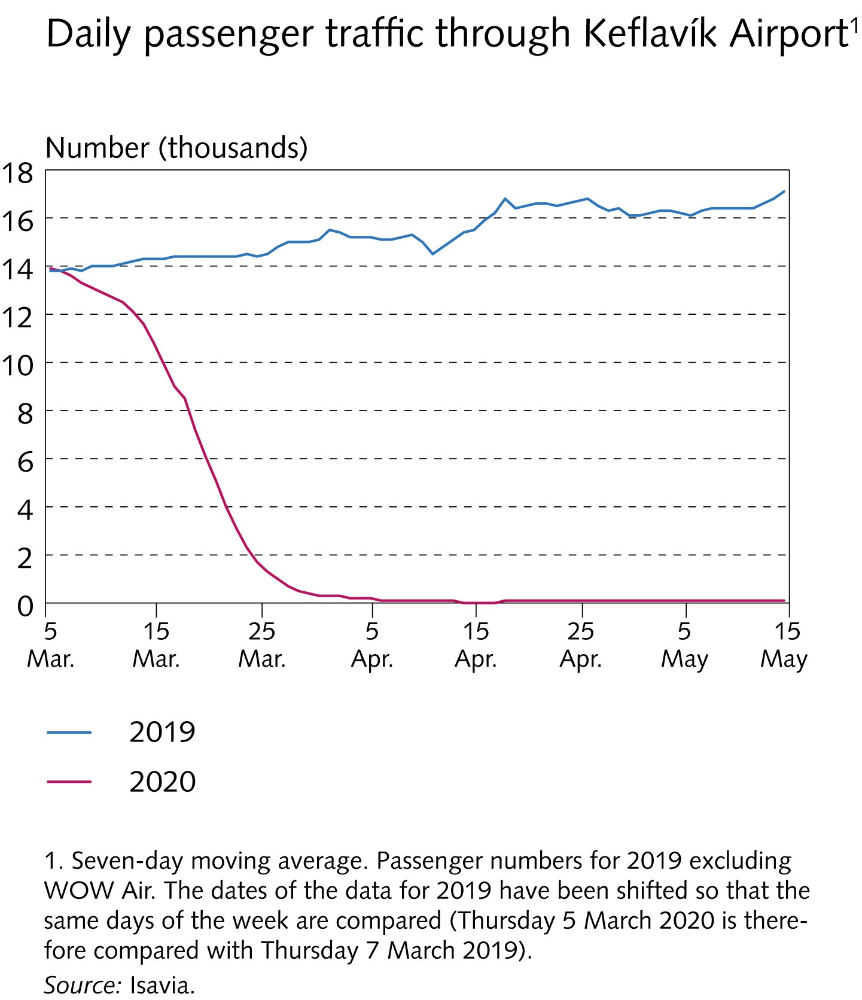 Daily passenger traffic through Keflavík Airport¹
Number (thousands)
18
16
14
12
10
8
6
4
2
0
5 15 25 5 15 25 5 15
Mar. Mar. Mar. Apr. Apr. Apr. May May
2019
2020
1. Seven-day moving average. Passenger numbers for 2019 excluding
WOW Air. The dates of the data for 2019 have been shifted so that the
same days of the week are compared (Thursday 5 March 2020 is there-
fore compared with Thursday 7 March 2019).
Source: Isavia.